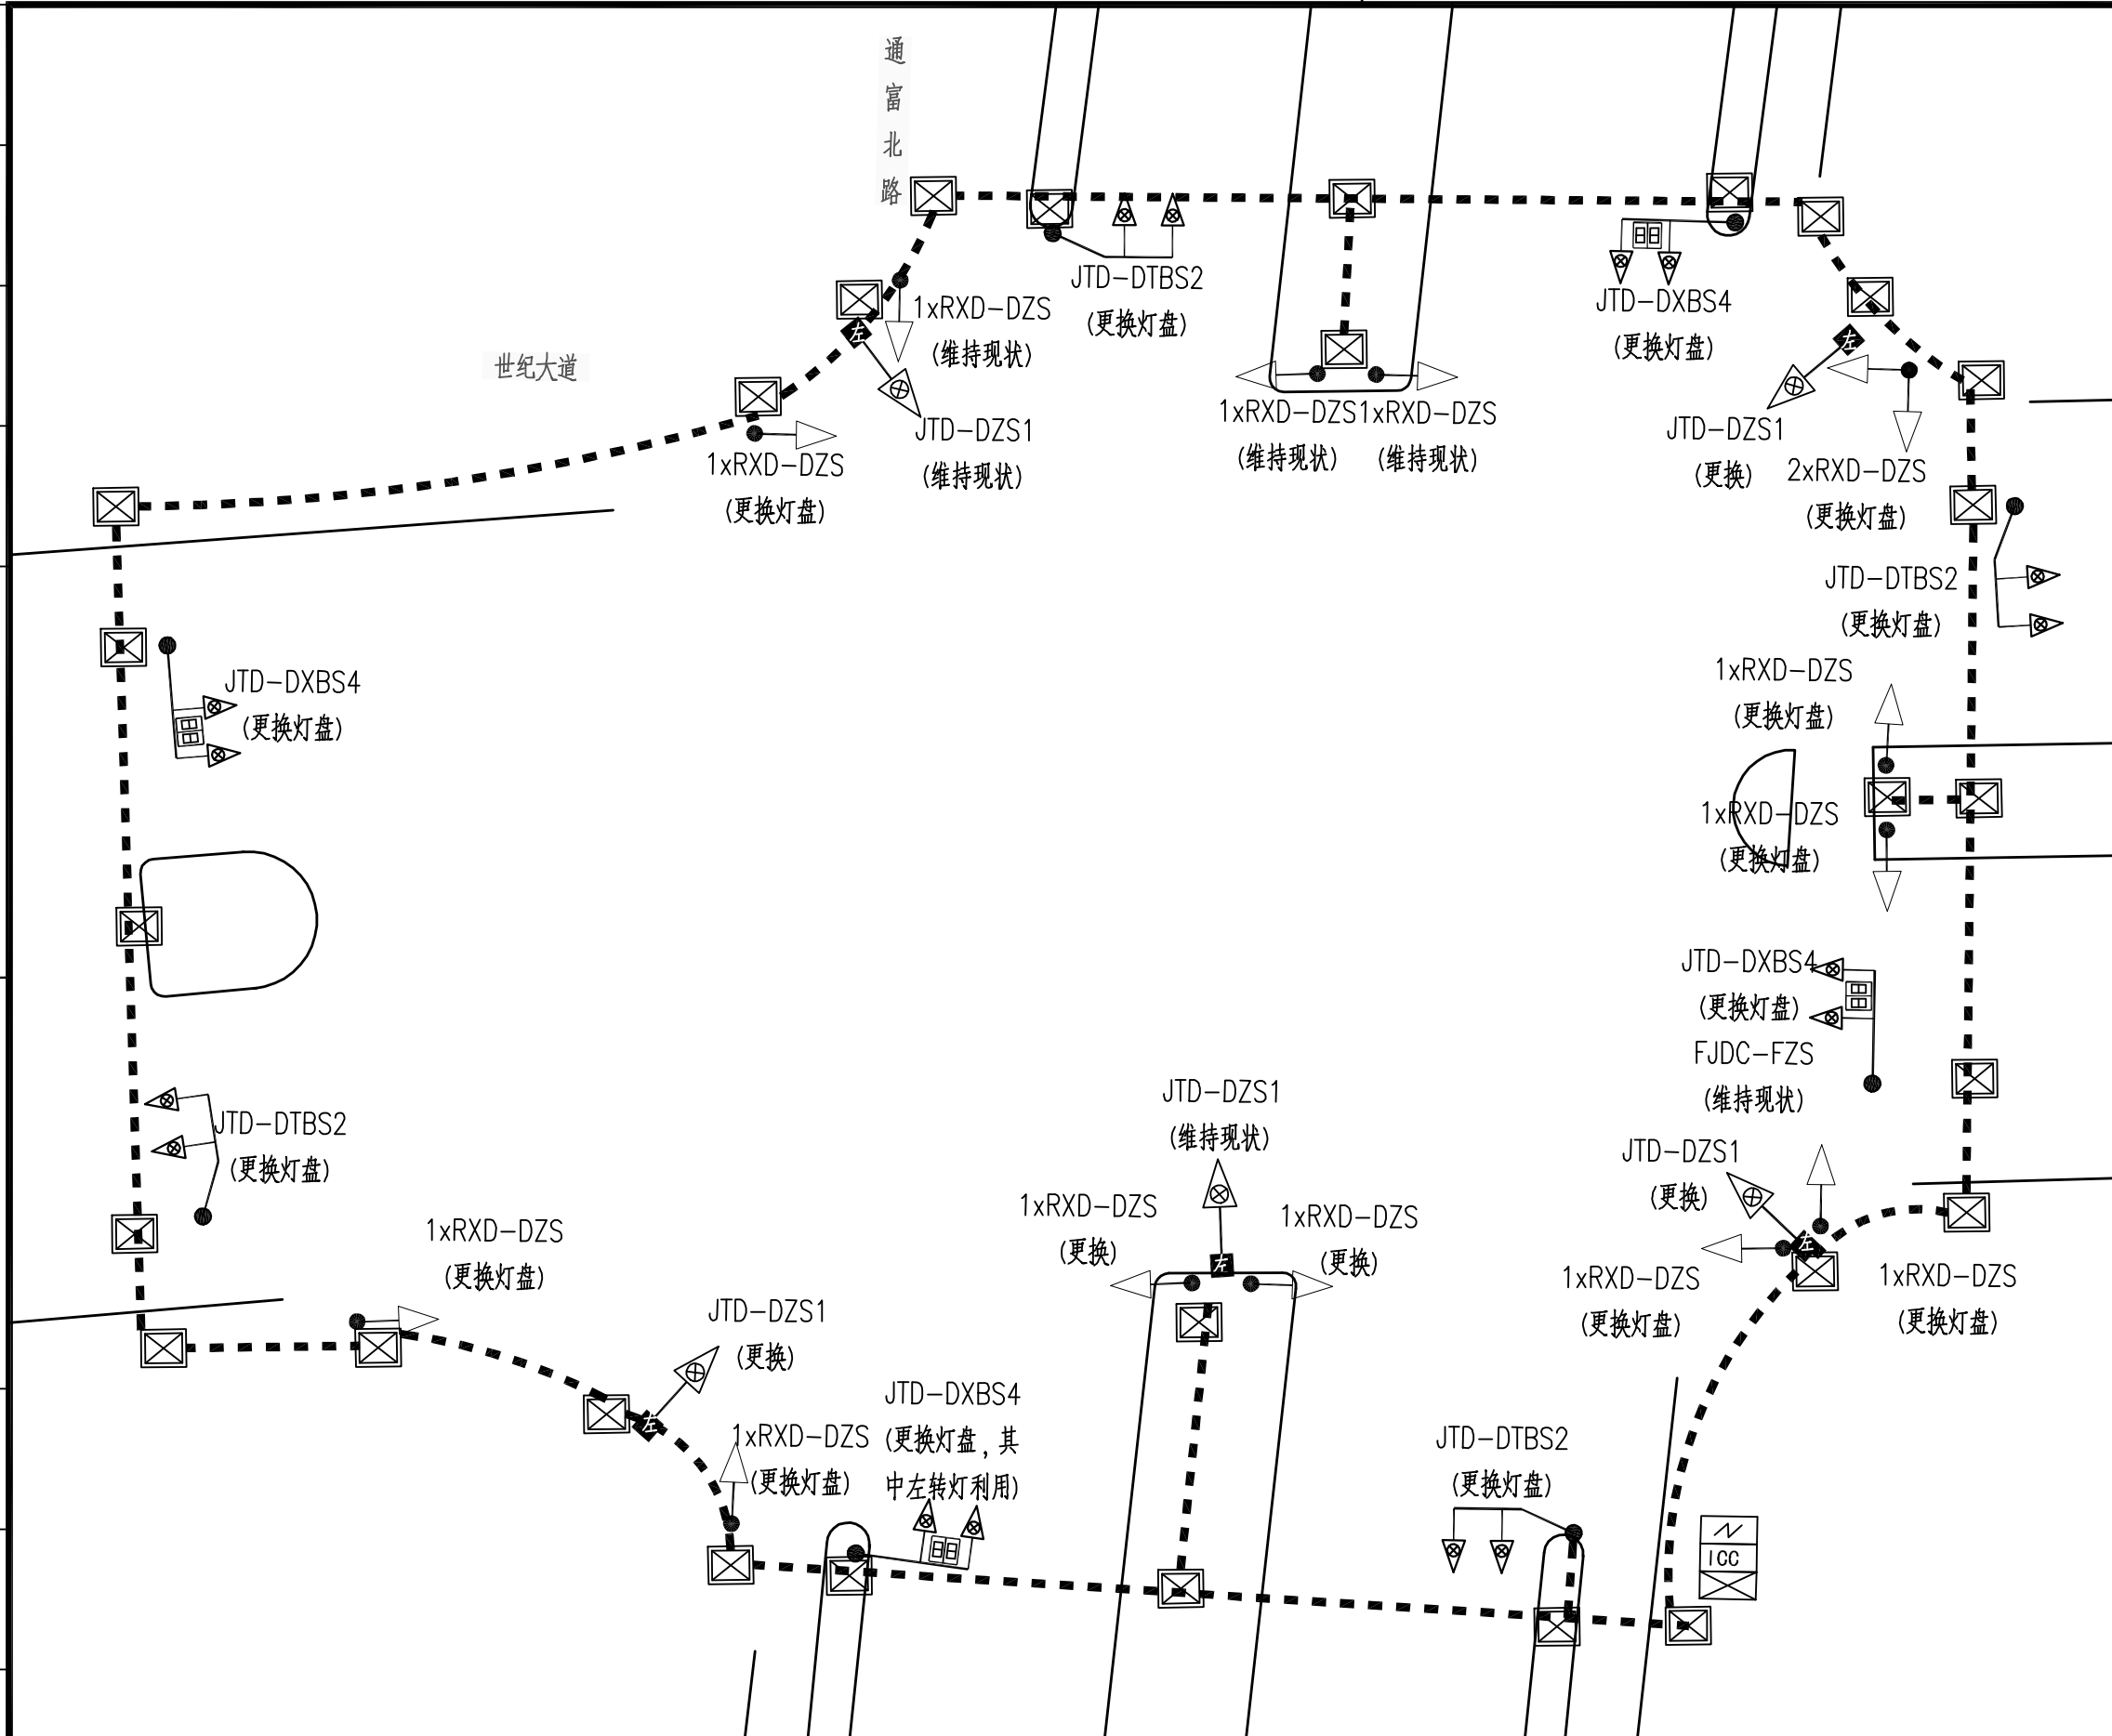 通
富
北
路
世纪大道
JTD-DTBS2
(更换灯盘)
1xRXD-DZS
(维持现状)
左
JTD-DZS1
(维持现状)
1xRXD-DZS
(更换灯盘)
1xRXD-DZS
(维持现状)
1xRXD-DZS
(维持现状)
JTD-DXBS4
(更换灯盘)
左
JTD-DZS1
(更换)
2xRXD-DZS
(更换灯盘)
JTD-DTBS2
(更换灯盘)
JTD-DXBS4
(更换灯盘)
1xRXD-DZS
(更换灯盘)
1xRXD-DZS
(更换灯盘)
JTD-DXBS4
(更换灯盘)
FJDC-FZS
(维持现状)
JTD-DTBS2
(更换灯盘)
JTD-DZS1
(维持现状)
1xRXD-DZS
(更换)
1xRXD-DZS
(更换)
左
JTD-DZS1
(更换)
左
1xRXD-DZS
(更换灯盘)
1xRXD-DZS
(更换灯盘)
1xRXD-DZS
(更换灯盘)
JTD-DZS1
(更换)
左
1xRXD-DZS
(更换灯盘)
JTD-DXBS4
(更换灯盘,其
中左转灯利用)
JTD-DTBS2
(更换灯盘)
ICC